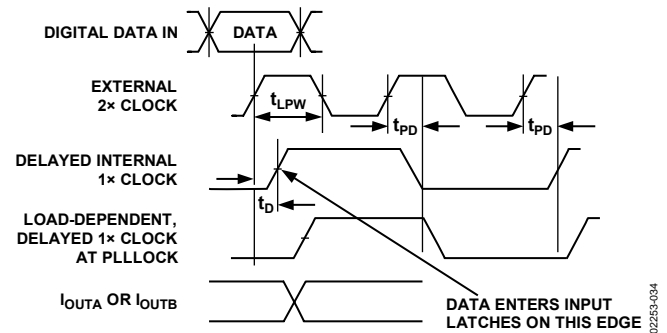 DIGITAL DATA IN
DATA
EXTERNAL
2× CLOCK
tLPW
tPD
tPD
DELAYED INTERNAL
1× CLOCK
tD
LOAD-DEPENDENT,
DELAYED 1× CLOCK
AT PLLLOCK
IOUTA OR IOUTB
DATA ENTERS INPUT
LATCHES ON THIS EDGE
02253-034